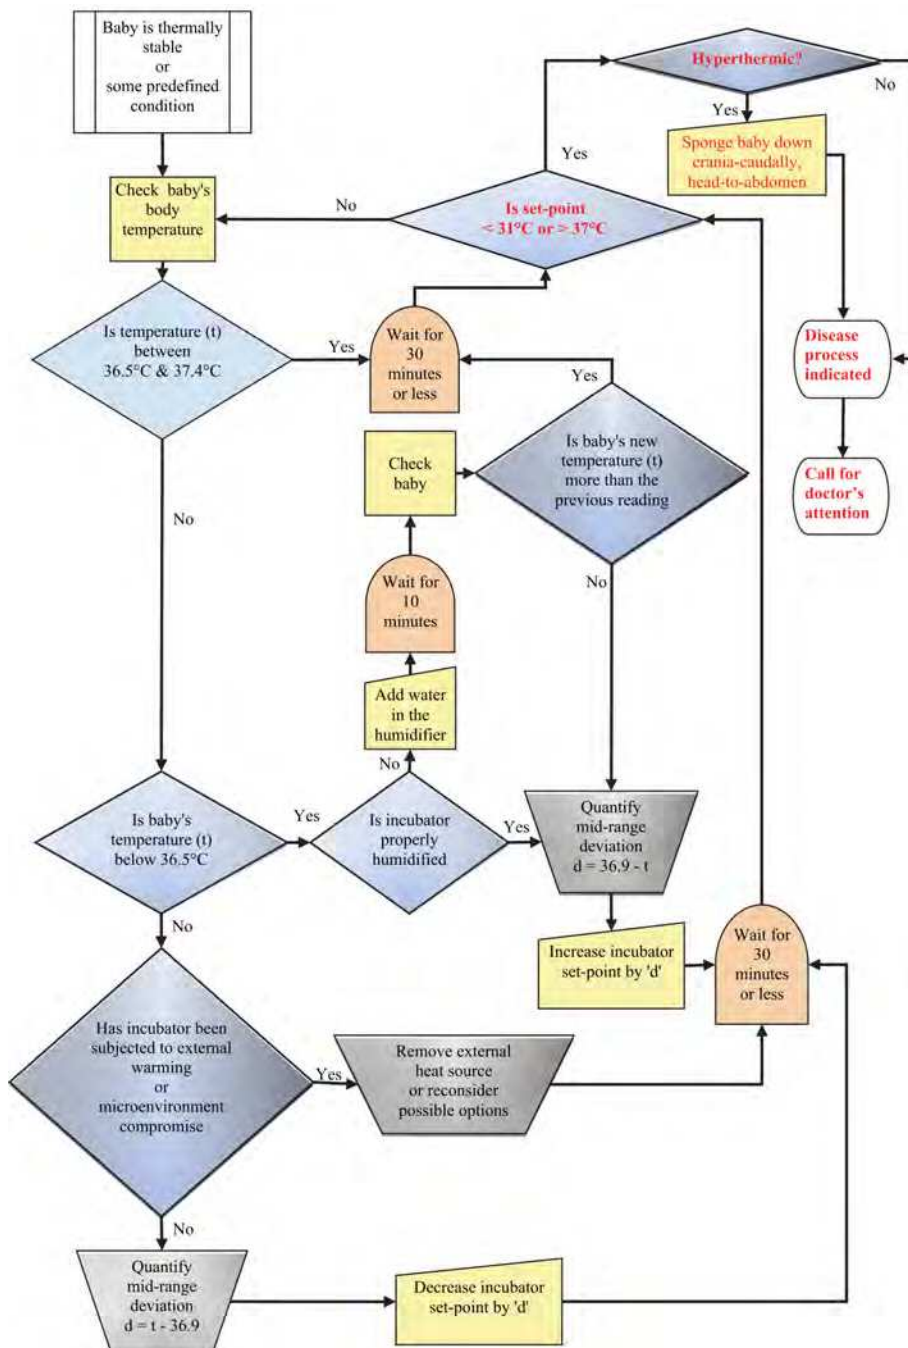 Baby is thermally
stable
or
some predefined
condition
Hyperthermic?
No
Yes
Yes
Sponge baby down
crania-caudally,
head-to-abdomen
Check baby's
body
temperature
No
Yes
Is set-point
< 31°C or > 37°C
Is temperature (t)
between
36.5°C & 37.4°C
Yes
Wait for
30
minutes
or less
Yes
Disease
process
indicated
Check
baby
Is baby's new
temperature (t)
more than the
previous reading
Call for
doctor's
attention
No
Wait for
10
minutes
No
Add water
in the
humidifier
No
Is baby's
temperature (t)
below 36.5°C
Yes
Is incubator
properly
humidified
Yes
Quantify
mid-range
deviation
d = 36.9 - t
No
Increase incubator
set-point by 'd'
Wait for
30
minutes
or less
Has incubator been
subjected to external
warming
or
microenvironment
compromise
Yes
Remove external
heat source
or reconsider
possible options
No
Quantify
mid-range
deviation
d = t - 36.9
Decrease incubator
set-point by 'd'